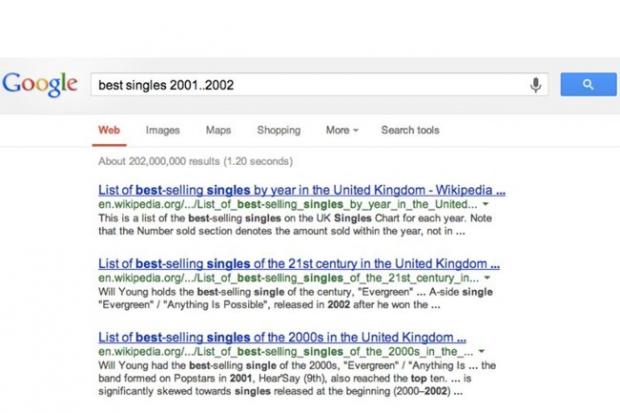 Google best singles 2001..2002
Web Images Maps Shopping More Search tools
About 202,000,000 results (1.20 seconds)
List of best-selling singles by year in the United Kingdom - Wikipedia ...
en.wikipedia.org/.../List_of_best-selling_singles_by_year_in_the_United...
This is a list of the best-selling singles on the UK Singles Chart for each year. Note
that the Number sold section denotes the amount sold within the year, not in ...
List of best-selling singles of the 21st century in the United Kingdom ...
en.wikipedia.org/.../List_of_best-selling_singles_of_the_21st_century_in...
Will Young holds the best-selling single of the century, "Evergreen" ... A-side single
"Evergreen" / "Anything Is Possible", released in 2002 after he won the ...
List of best-selling singles of the 2000s in the United Kingdom ...
en.wikipedia.org/.../List_of_best-selling_singles_of_the_2000s_in_the_...
Will Young had the best-selling single of the 2000s, "Evergreen" / "Anything Is ... the
band formed on Popstars in 2001, Hear'Say (9th), also reached the top ten. ... is
significantly skewed towards singles released at the beginning (2000–2002) ...